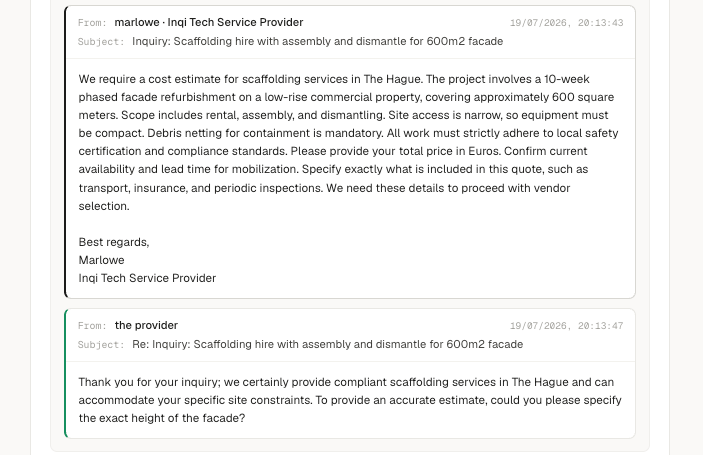 From: marlowe · Inqi Tech Service Provider 19/07/2026, 20:13:43
Subject: Inquiry: Scaffolding hire with assembly and dismantle for 600m2 facade
We require a cost estimate for scaffolding services in The Hague. The project involves a 10-week
phased facade refurbishment on a low-rise commercial property, covering approximately 600 square
meters. Scope includes rental, assembly, and dismantling. Site access is narrow, so equipment must
be compact. Debris netting for containment is mandatory. All work must strictly adhere to local safety
certification and compliance standards. Please provide your total price in Euros. Confirm current
availability and lead time for mobilization. Specify exactly what is included in this quote, such as
transport, insurance, and periodic inspections. We need these details to proceed with vendor
selection.
Best regards,
Marlowe
Inqi Tech Service Provider
From: the provider 19/07/2026, 20:13:47
Subject: Re: Inquiry: Scaffolding hire with assembly and dismantle for 600m2 facade
Thank you for your inquiry; we certainly provide compliant scaffolding services in The Hague and can
accommodate your specific site constraints. To provide an accurate estimate, could you please specify
the exact height of the facade?